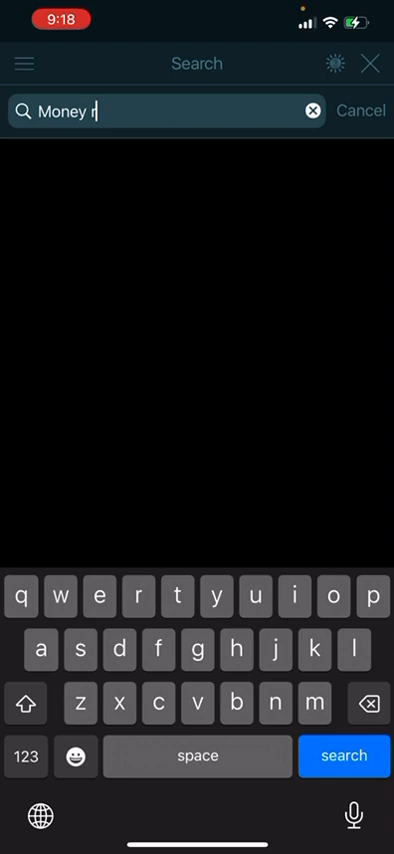 9:18
Search
Money r
Cancel
q w e r t y u i o p
a s d f g h j k l
z x c v b n m
123 space search